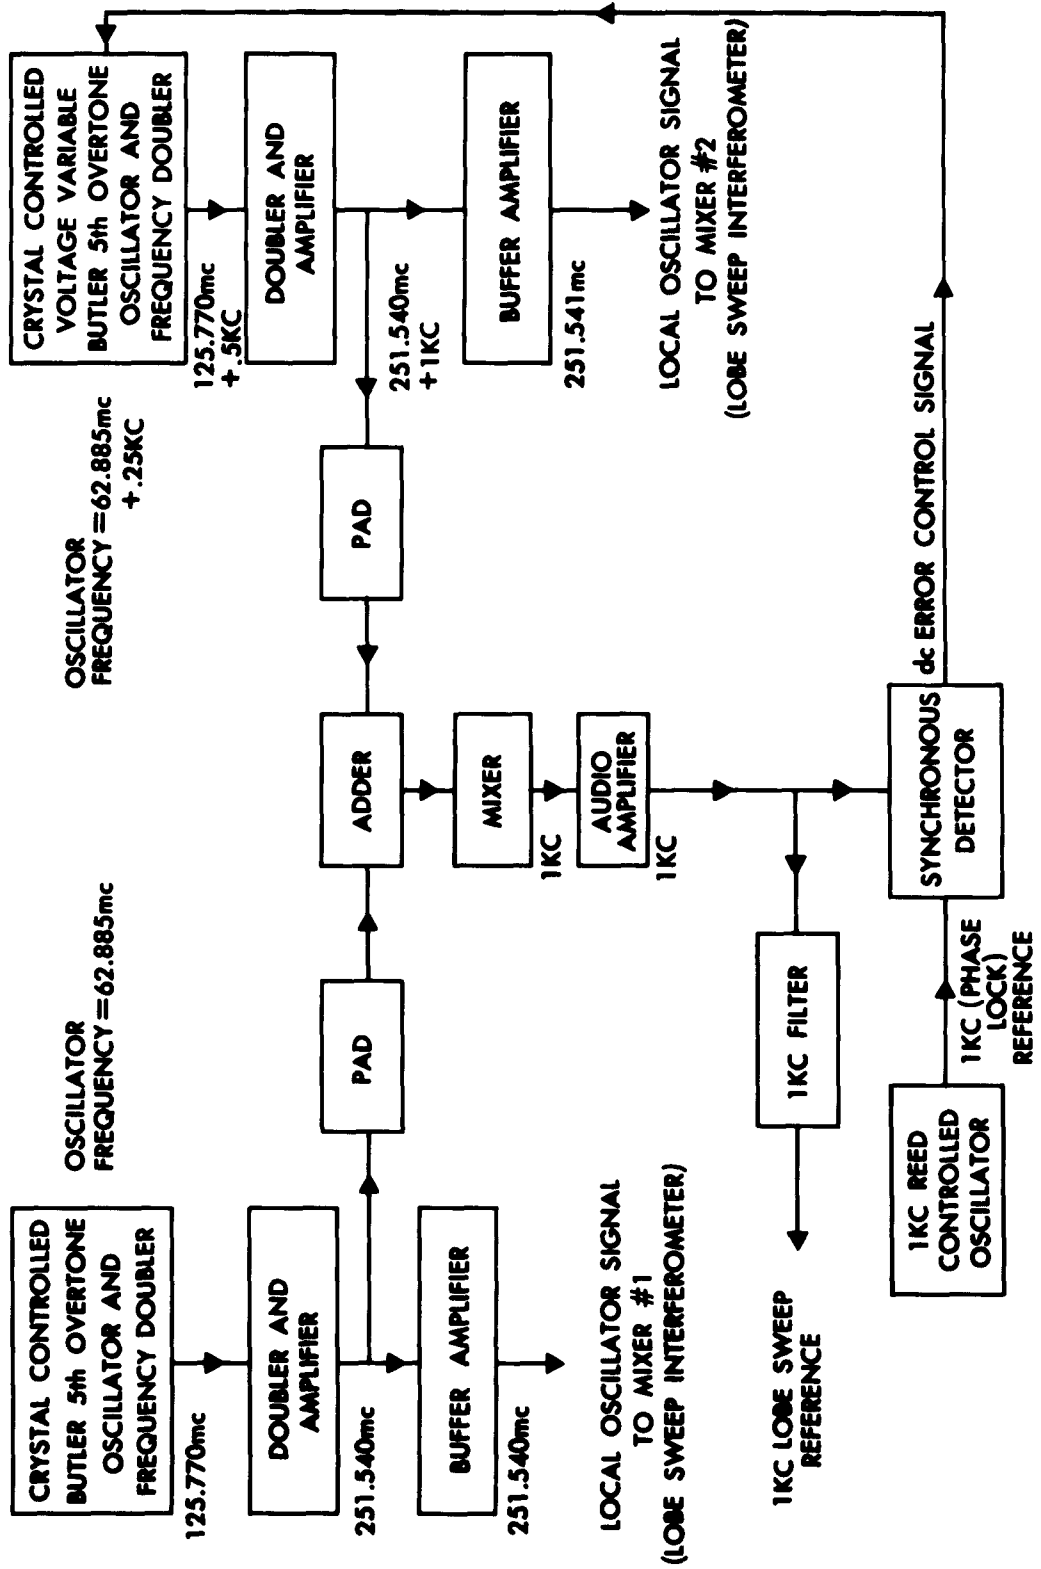 CRYSTAL CONTROLLED
BUTLER 5th OVERTONE
OSCILLATOR AND
FREQUENCY DOUBLER
125.770mc
OSCILLATOR
FREQUENCY=62.885mc
OSCILLATOR
FREQUENCY=62.885mc
+.25KC
CRYSTAL CONTROLLED
VOLTAGE VARIABLE
BUTLER 5th OVERTONE
OSCILLATOR AND
FREQUENCY DOUBLER
125.770mc
+.5KC
DOUBLER AND
AMPLIFIER
251.540mc
PAD
ADDER
PAD
DOUBLER AND
AMPLIFIER
251.540mc
+1KC
BUFFER AMPLIFIER
251.540mc
MIXER
1KC
BUFFER AMPLIFIER
251.541mc
AUDIO
AMPLIFIER
1KC
LOCAL OSCILLATOR SIGNAL
TO MIXER #1
(LOBE SWEEP INTERFEROMETER)
LOCAL OSCILLATOR SIGNAL
TO MIXER #2
(LOBE SWEEP INTERFEROMETER)
1KC LOBE SWEEP
REFERENCE
1KC FILTER
1KC REED
CONTROLLED
OSCILLATOR
1KC (PHASE
LOCK)
REFERENCE
SYNCHRONOUS
DETECTOR
dc ERROR CONTROL SIGNAL